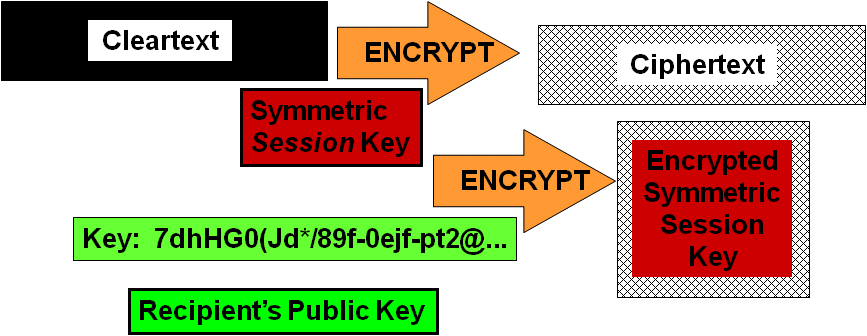 Cleartext
ENCRYPT
Ciphertext
Symmetric
Session Key
ENCRYPT
Encrypted
Symmetric
Session
Key
Key: 7dhHG0(Jd*/89f-0ejf-pt2@...
Recipient's Public Key